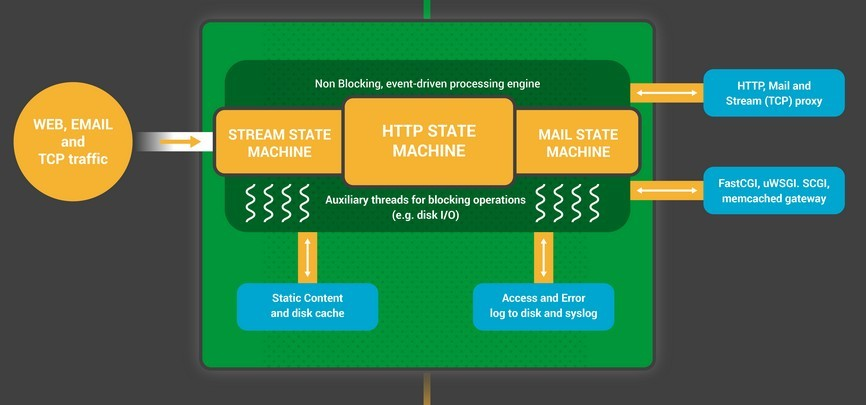 Non Blocking, event-driven processing engine
WEB, EMAIL
and
TCP traffic
STREAM STATE
MACHINE
HTTP STATE
MACHINE
MAIL STATE
MACHINE
Auxiliary threads for blocking operations
(e.g. disk I/O)
HTTP, Mail and
Stream (TCP) proxy
FastCGI, uWSGI. SCGI,
memcached gateway
Static Content
and disk cache
Access and Error
log to disk and syslog